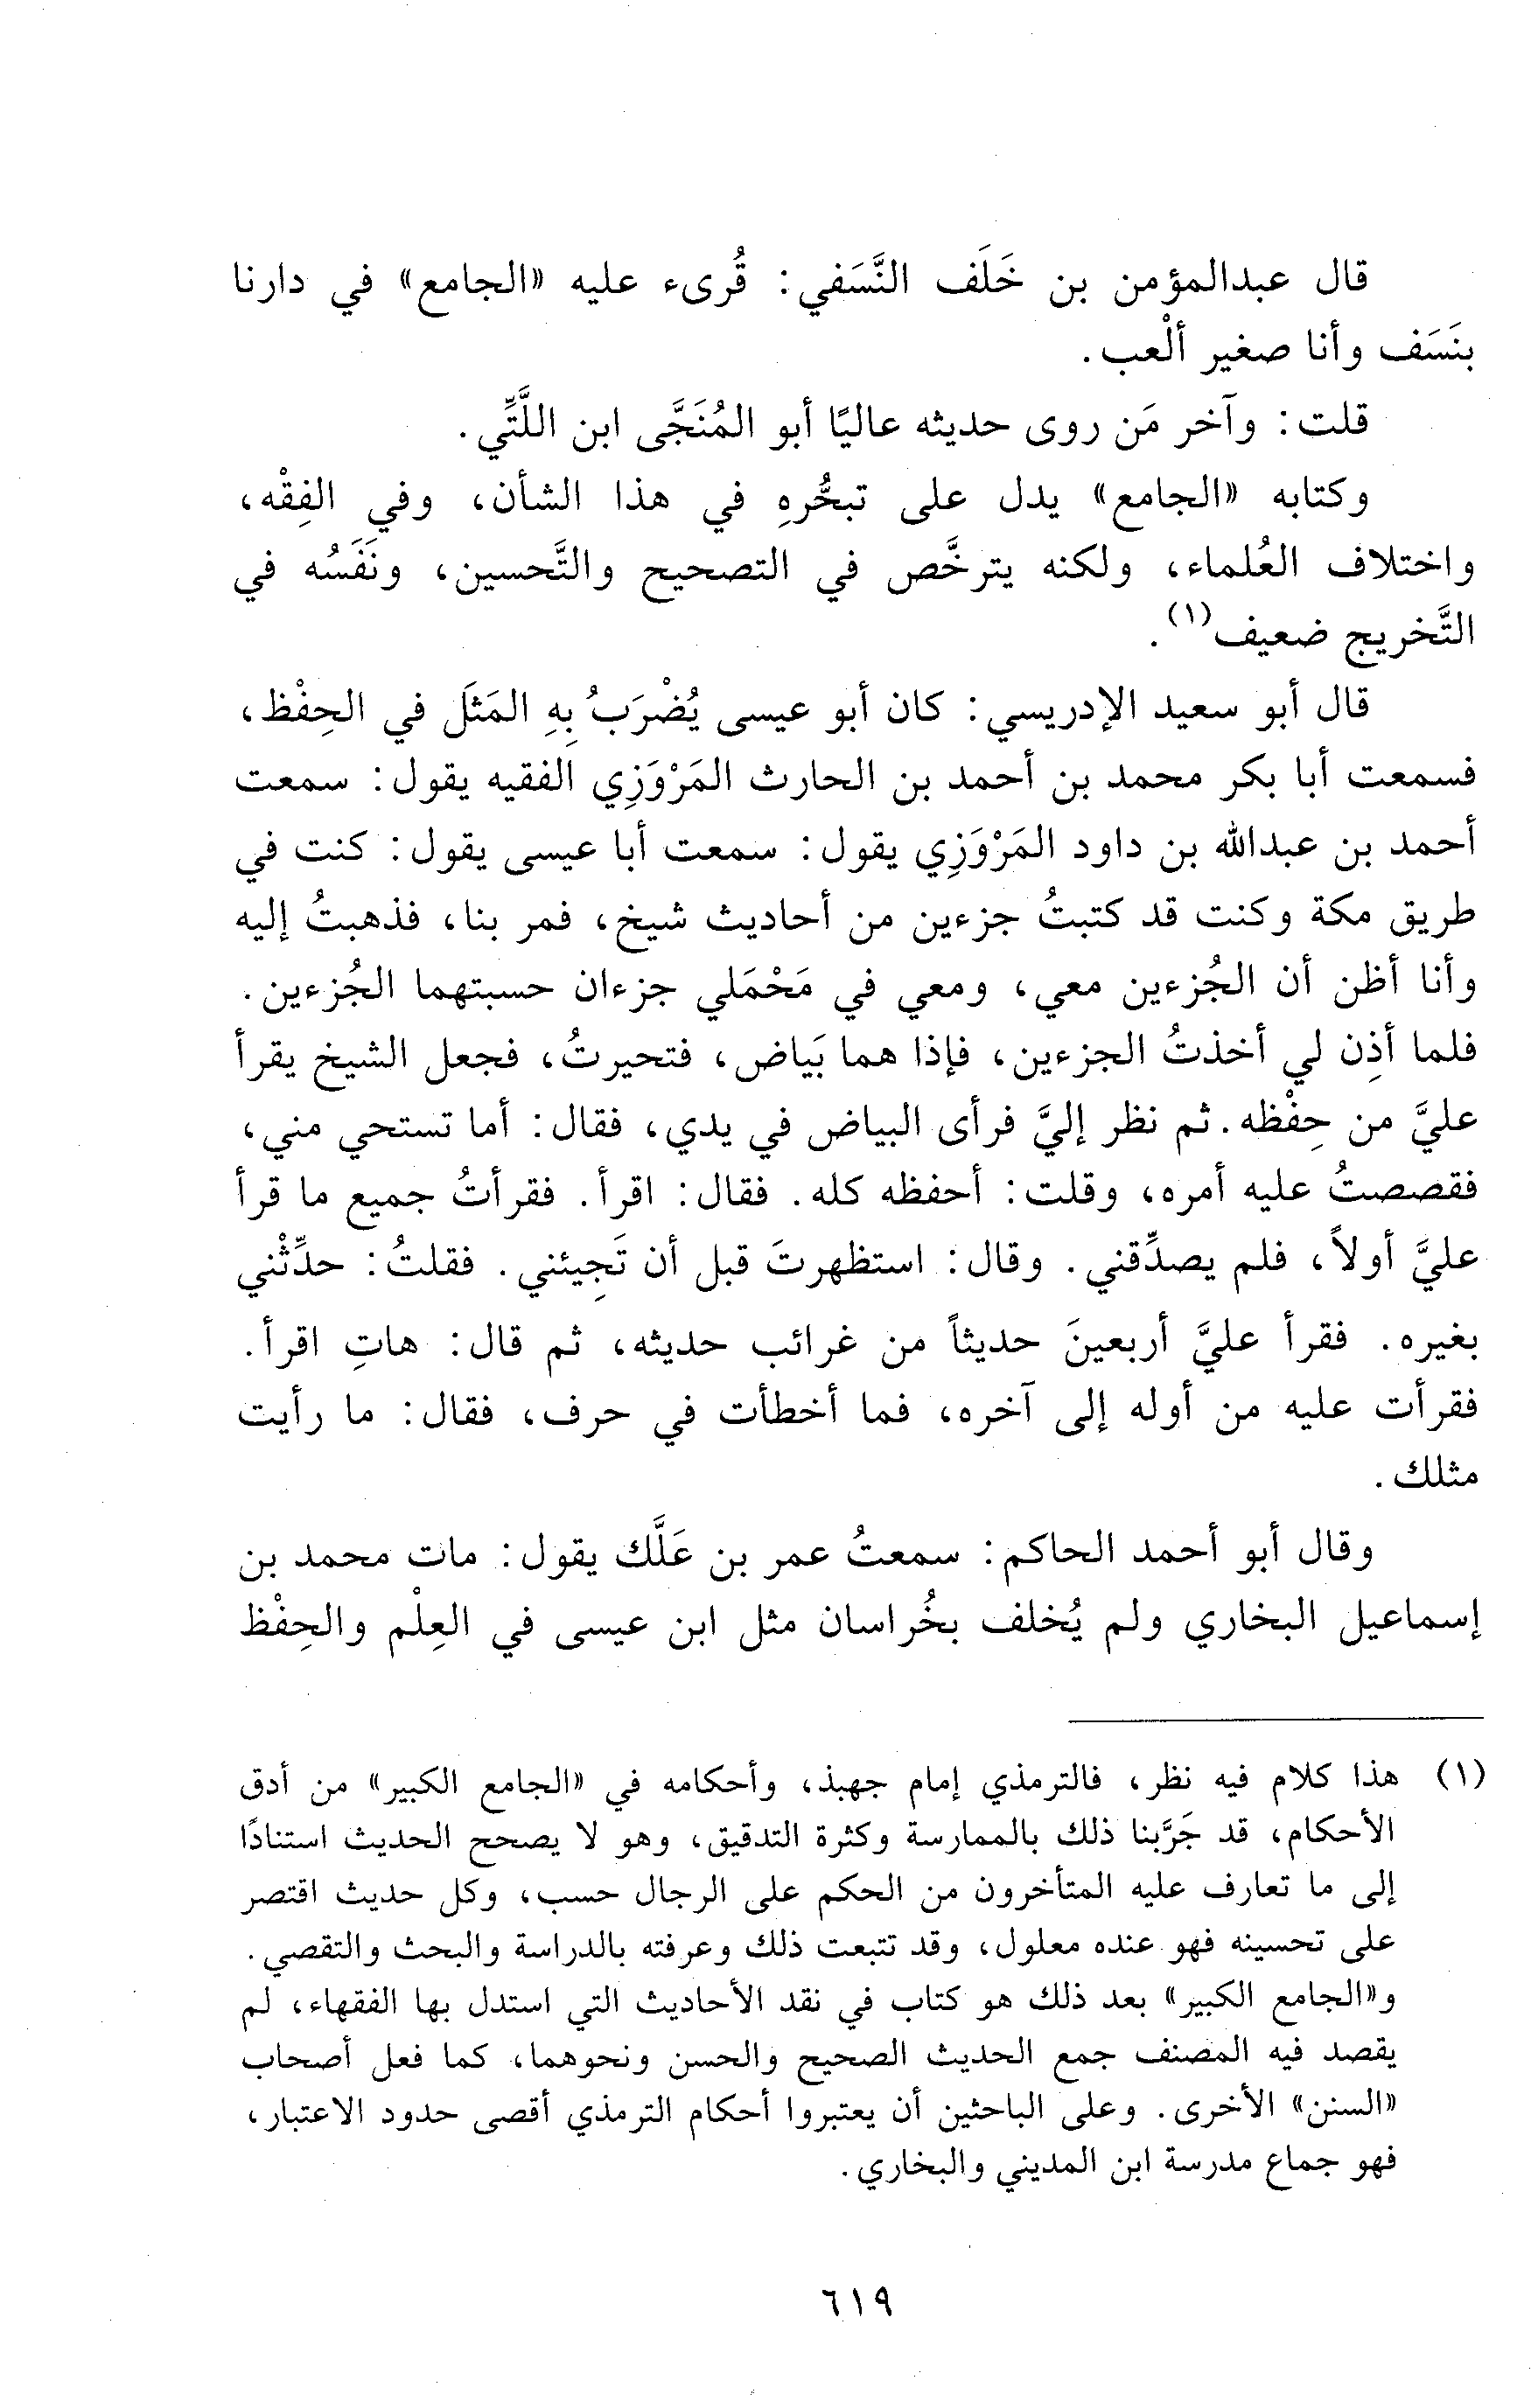 قال عبدالمؤمن بن خَلَف النَّسَفي: قُرىء عليه «الجامع» في دارنا
بنَسَف وأنا صغير ألْعب.
قلت: وآخر مَن روى حديثه عاليًا أبو المُنَجَّى ابن اللَّتِّي.
وكتابه «الجامع» يدل على تبحُّرهِ في هذا الشأن، وفي الفِقْه،
واختلاف العُلماء، ولكنه يترخَّص في التصحيح والتَّحسين، ونَفَسُه في
التَّخريج ضعيف(١).
قال أبو سعيد الإدريسي: كان أبو عيسى يُضْرَبُ بِهِ المَثَل في الحِفْظ،
فسمعت أبا بكر محمد بن أحمد بن الحارث المَرْوَزِي الفقيه يقول: سمعت
أحمد بن عبدالله بن داود المَرْوَزِي يقول: سمعت أبا عيسى يقول: كنت في
طريق مكة وكنت قد كتبتُ جزءين من أحاديث شيخ، فمر بنا، فذهبتُ إليه
وأنا أظن أن الجُزءين معي، ومعي في مَحْمَلي جزءان حسبتهما الجُزءين.
فلما أذِن لي أخذتُ الجزءين، فإذا هما بَياض، فتحيرتُ، فجعل الشيخ يقرأ
عليَّ من حِفْظه. ثم نظر إليَّ فرأى البياض في يدي، فقال: أما تستحي مني،
فقصصتُ عليه أمره، وقلت: أحفظه كله. فقال: اقرأ. فقرأتُ جميع ما قرأ
عليَّ أولاً، فلم يصدِّقني. وقال: استظهرتَ قبل أن تَجِيئني. فقلتُ: حدِّثْني
بغيره. فقرأ عليَّ أربعينَ حديثاً من غرائب حديثه، ثم قال: هاتِ اقرأ.
فقرأت عليه من أوله إلى آخره، فما أخطأت في حرف، فقال: ما رأيت
مثلك.
وقال أبو أحمد الحاكم: سمعتُ عمر بن عَلَّك يقول: مات محمد بن
إسماعيل البخاري ولم يُخلف بخُراسان مثل ابن عيسى في العِلْم والحِفْظ
(١) هذا كلام فيه نظر، فالترمذي إمام جهبذ، وأحكامه في «الجامع الكبير» من أدق
الأحكام، قد جَرَّبنا ذلك بالممارسة وكثرة التدقيق، وهو لا يصحح الحديث استنادًا
إلى ما تعارف عليه المتأخرون من الحكم على الرجال حسب، وكل حديث اقتصر
على تحسينه فهو عنده معلول، وقد تتبعت ذلك وعرفته بالدراسة والبحث والتقصي.
و«الجامع الكبير» بعد ذلك هو كتاب في نقد الأحاديث التي استدل بها الفقهاء، لم
يقصد فيه المصنف جمع الحديث الصحيح والحسن ونحوهما، كما فعل أصحاب
«السنن» الأخرى. وعلى الباحثين أن يعتبروا أحكام الترمذي أقصى حدود الاعتبار،
فهو جماع مدرسة ابن المديني والبخاري.
٦١٩